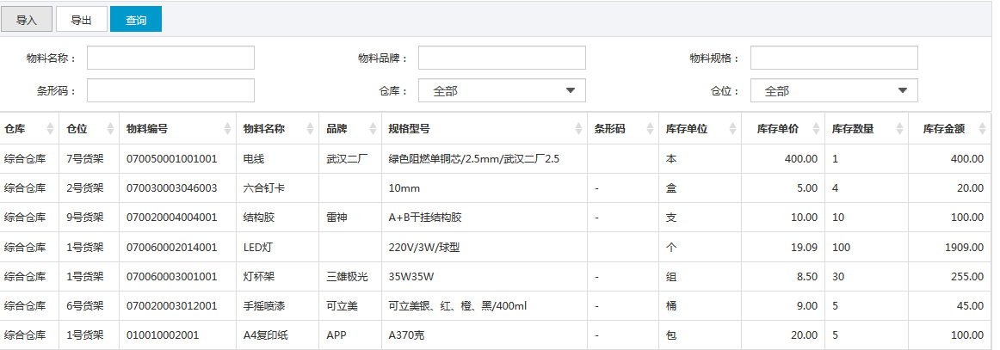 导入 导出 查询
物料名称： 物料品牌： 物料规格：
条形码： 仓库： 全部 仓位： 全部
仓库 仓位 物料编号 物料名称 品牌 规格型号 条形码 库存单位 库存单价 库存数量 库存金额
综合仓库 7号货架 070050001001001 电线 武汉二厂 绿色阻燃单铜芯/2.5mm/武汉二厂2.5 本 400.00 1 400.00
综合仓库 2号货架 070030003046003 六合钉卡 10mm - 盒 5.00 4 20.00
综合仓库 9号货架 070020004004001 结构胶 雷神 A+B干挂结构胶 - 支 10.00 10 100.00
综合仓库 1号货架 070060002014001 LED灯 220V/3W/球型 个 19.09 100 1909.00
综合仓库 1号货架 070060003001001 灯杯架 三雄极光 35W35W - 组 8.50 30 255.00
综合仓库 6号货架 070020003012001 手摇喷漆 可立美 可立美银、红、橙、黑/400ml - 桶 9.00 5 45.00
综合仓库 1号货架 010010002001 A4复印纸 APP A370克 - 包 20.00 5 100.00